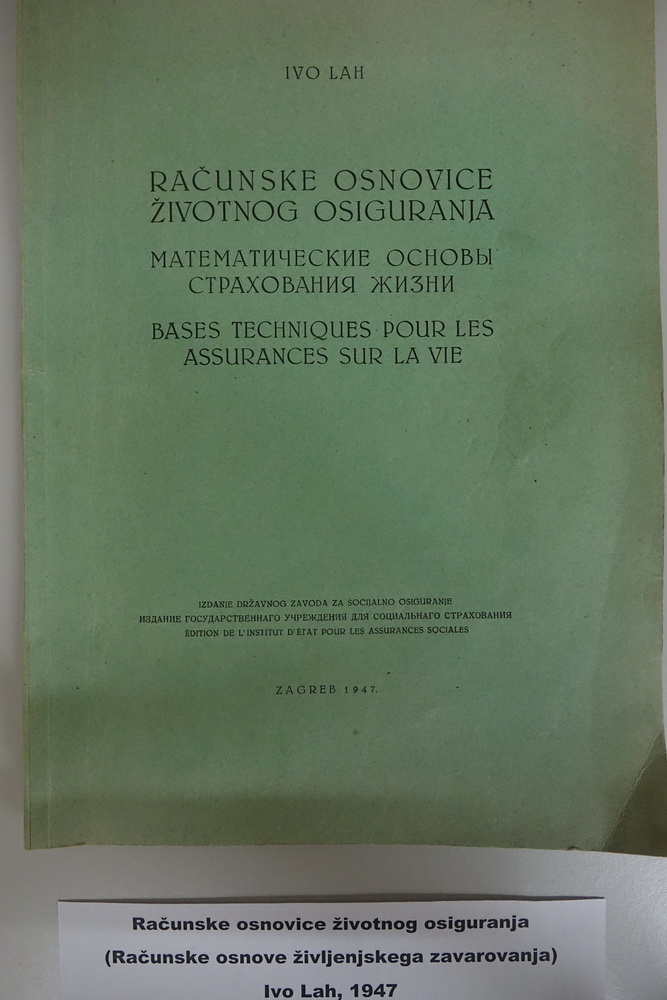 IVO LAH
RAČUNSKE OSNOVICE
ŽIVOTNOG OSIGURANJA
МАТЕМАТИЧЕСКИЕ ОСНОВЫ
СТРАХОВАНИЯ ЖИЗНИ
BASES TECHNIQUES POUR LES
ASSURANCES SUR LA VIE
IZDANJE DRŽAVNOG ZAVODA ZA SOCIJALNO OSIGURANJE
ИЗДАНИЕ ГОСУДАРСТВЕННАГО УЧРЕЖДЕНИЯ ДЛЯ СОЦИАЛЬНАГО СТРАХОВАНИЯ
ÉDITION DE L'INSTITUT D'ÉTAT POUR LES ASSURANCES SOCIALES
ZAGREB 1947.
Računske osnovice životnog osiguranja
(Računske osnove življenjskega zavarovanja)
Ivo Lah, 1947